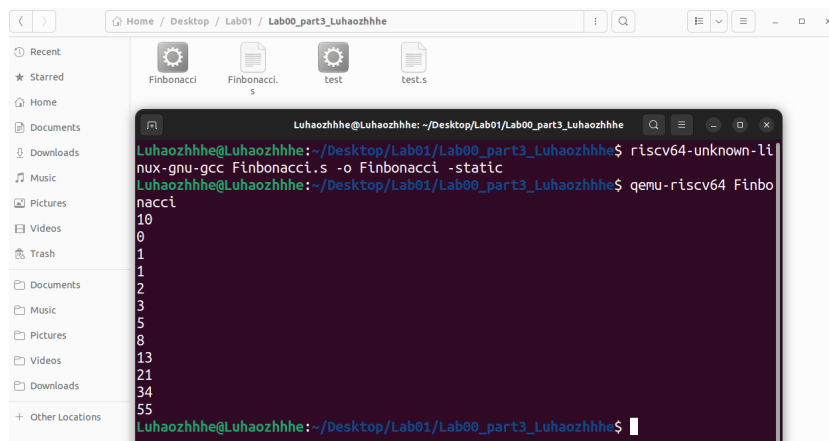 Home / Desktop / Lab01 / Lab00_part3_Luhaozhhhe
Recent
Starred
Home
Documents
Downloads
Music
Pictures
Videos
Trash
Documents
Music
Pictures
Videos
Downloads
+ Other Locations
Finbonacci
Finbonacci.
s
test
test.s
Luhaozhhhe@Luhaozhhhe: ~/Desktop/Lab01/Lab00_part3_Luhaozhhhe
Luhaozhhhe@Luhaozhhhe:~/Desktop/Lab01/Lab00_part3_Luhaozhhhe$ riscv64-unknown-li
nux-gnu-gcc Finbonacci.s -o Finbonacci -static
Luhaozhhhe@Luhaozhhhe:~/Desktop/Lab01/Lab00_part3_Luhaozhhhe$ qemu-riscv64 Finbo
nacci
10
0
1
1
2
3
5
8
13
21
34
55
Luhaozhhhe@Luhaozhhhe:~/Desktop/Lab01/Lab00_part3_Luhaozhhhe$